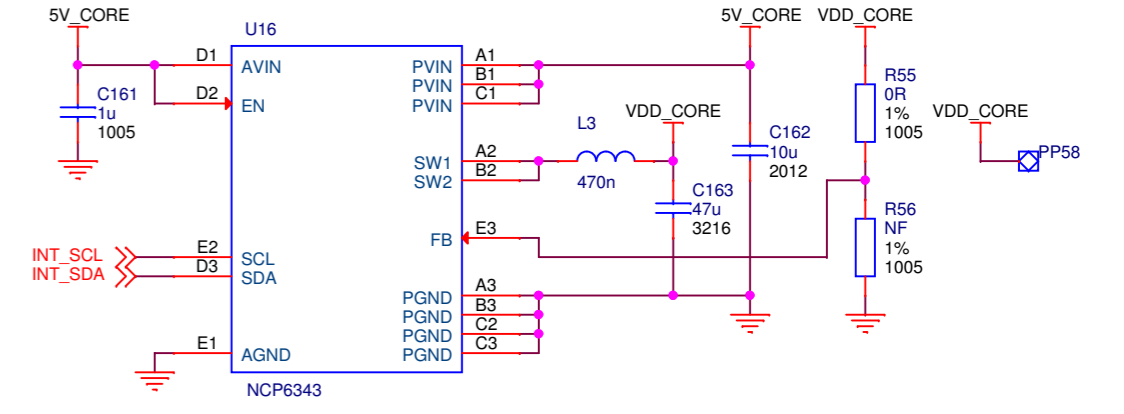 5V_CORE
U16
5V_CORE
VDD_CORE
D1
AVIN
PVIN
A1
D2
EN
PVIN
B1
PVIN
C1
C161
1u
1005
R55
0R
1%
1005
VDD_CORE
VDD_CORE
L3
470n
SW1
A2
SW2
B2
C162
10u
2012
PP58
C163
47u
3216
R56
NF
1%
1005
FB
E3
INT_SCL
E2
SCL
INT_SDA
D3
SDA
PGND
A3
PGND
B3
PGND
C2
PGND
C3
E1
AGND
NCP6343